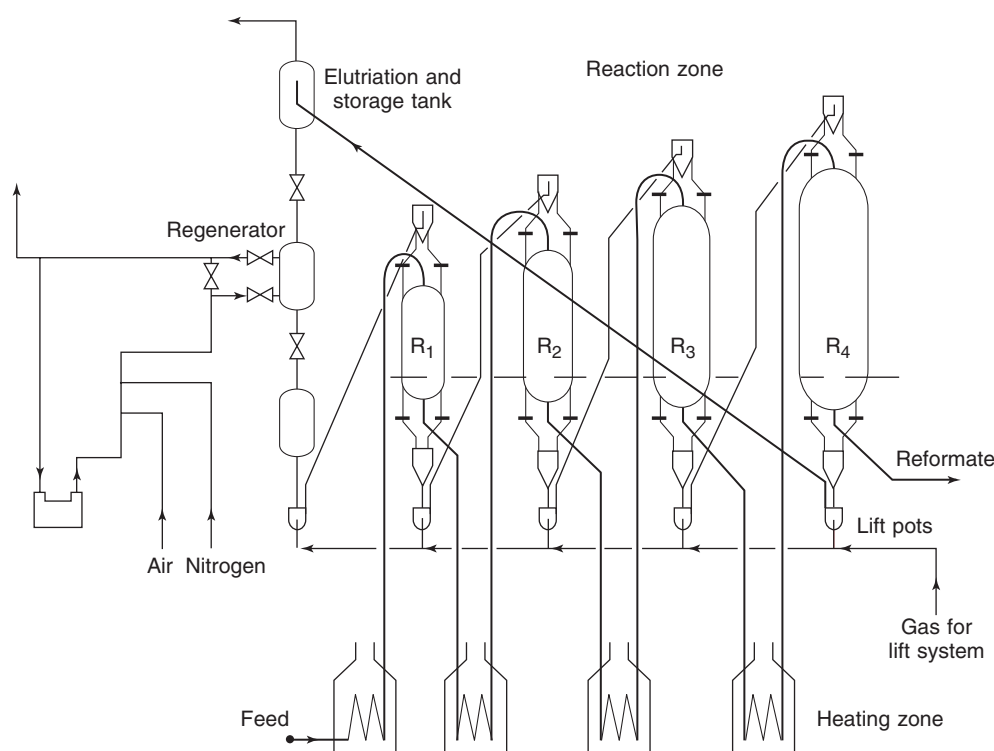 Elutriation and
storage tank
Reaction zone
Regenerator
R1
R2
R3
R4
Reformate
Lift pots
Air Nitrogen
Gas for
lift system
Feed
Heating zone